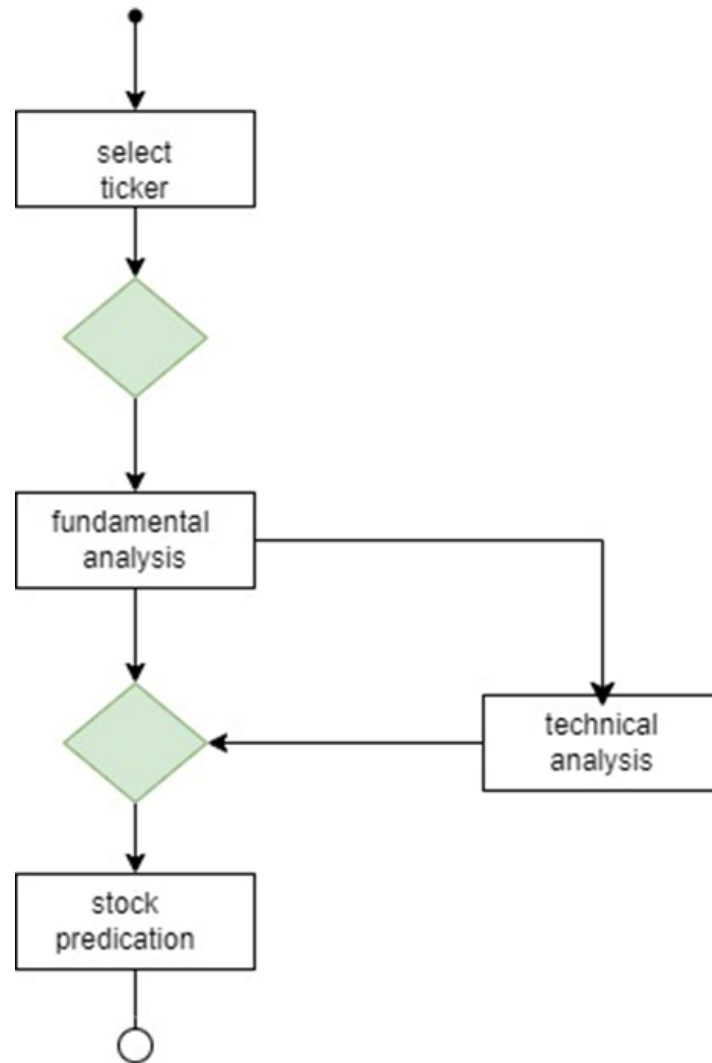 select
ticker
fundamental
analysis
technical
analysis
stock
predication